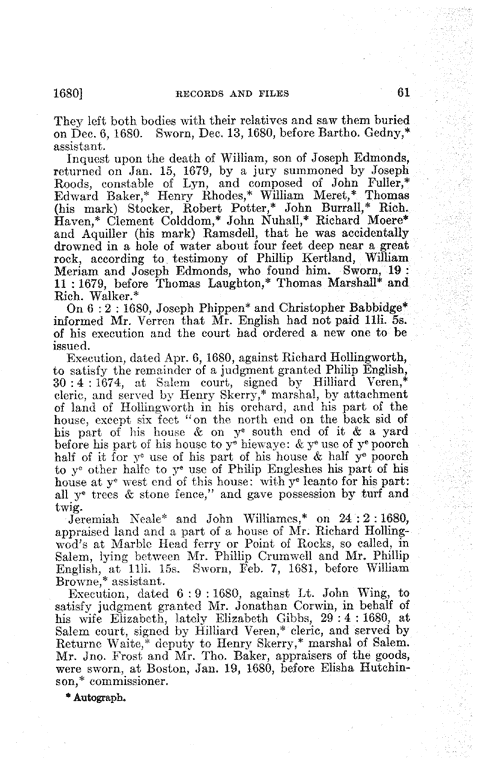 1680] RECORDS AND FILES 61
They left both bodies with their relatives and saw them buried
on Dec. 6, 1680. Sworn, Dec. 13, 1680, before Bartho. Gedny,*
assistant.
Inquest upon the death of William, son of Joseph Edmonds,
returned on Jan. 15, 1679, by a jury summoned by Joseph
Roods, constable of Lyn, and composed of John Fuller,*
Edward Baker,* Henry Rhodes,* William Meret,* Thomas
(his mark) Stocker, Robert Potter,* John Burrall,* Rich.
Haven,* Clement Colddom,* John Nuhall,* Richard Moere*
and Aquiller (his mark) Ramsdell, that he was accidentally
drowned in a hole of water about four feet deep near a great
rock, according to testimony of Phillip Kertland, William
Meriam and Joseph Edmonds, who found him. Sworn, 19 :
11 : 1679, before Thomas Laughton,* Thomas Marshall* and
Rich. Walker.*
On 6 : 2 : 1680, Joseph Phippen* and Christopher Babbidge*
informed Mr. Verren that Mr. English had not paid 11li. 5s.
of his execution and the court had ordered a new one to be
issued.
Execution, dated Apr. 6, 1680, against Richard Hollingworth,
to satisfy the remainder of a judgment granted Philip English,
30 : 4 : 1674, at Salem court, signed by Hilliard Veren,*
cleric, and served by Henry Skerry,* marshal, by attachment
of land of Hollingworth in his orchard, and his part of the
house, except six feet "on the north end on the back sid of
his part of his house & on yᵉ south end of it & a yard
before his part of his house to yᵉ hiewaye: & yᵉ use of yᵉ poorch
half of it for yᵉ use of his part of his house & half yᵉ poorch
to yᵉ other halfe to yᵉ use of Philip Engleshes his part of his
house at yᵉ west end of this house: with yᵉ leanto for his part:
all yᵉ trees & stone fence," and gave possession by turf and
twig.
Jeremiah Neale* and John Williames,* on 24 : 2 : 1680,
appraised land and a part of a house of Mr. Richard Holling-
wod's at Marble Head ferry or Point of Rocks, so called, in
Salem, lying between Mr. Phillip Crumwell and Mr. Phillip
English, at 11li. 15s. Sworn, Feb. 7, 1681, before William
Browne,* assistant.
Execution, dated 6 : 9 : 1680, against Lt. John Wing, to
satisfy judgment granted Mr. Jonathan Corwin, in behalf of
his wife Elizabeth, lately Elizabeth Gibbs, 29 : 4 : 1680, at
Salem court, signed by Hilliard Veren,* cleric, and served by
Returne Waite,* deputy to Henry Skerry,* marshal of Salem.
Mr. Jno. Frost and Mr. Tho. Baker, appraisers of the goods,
were sworn, at Boston, Jan. 19, 1680, before Elisha Hutchin-
son,* commissioner.
* Autograph.